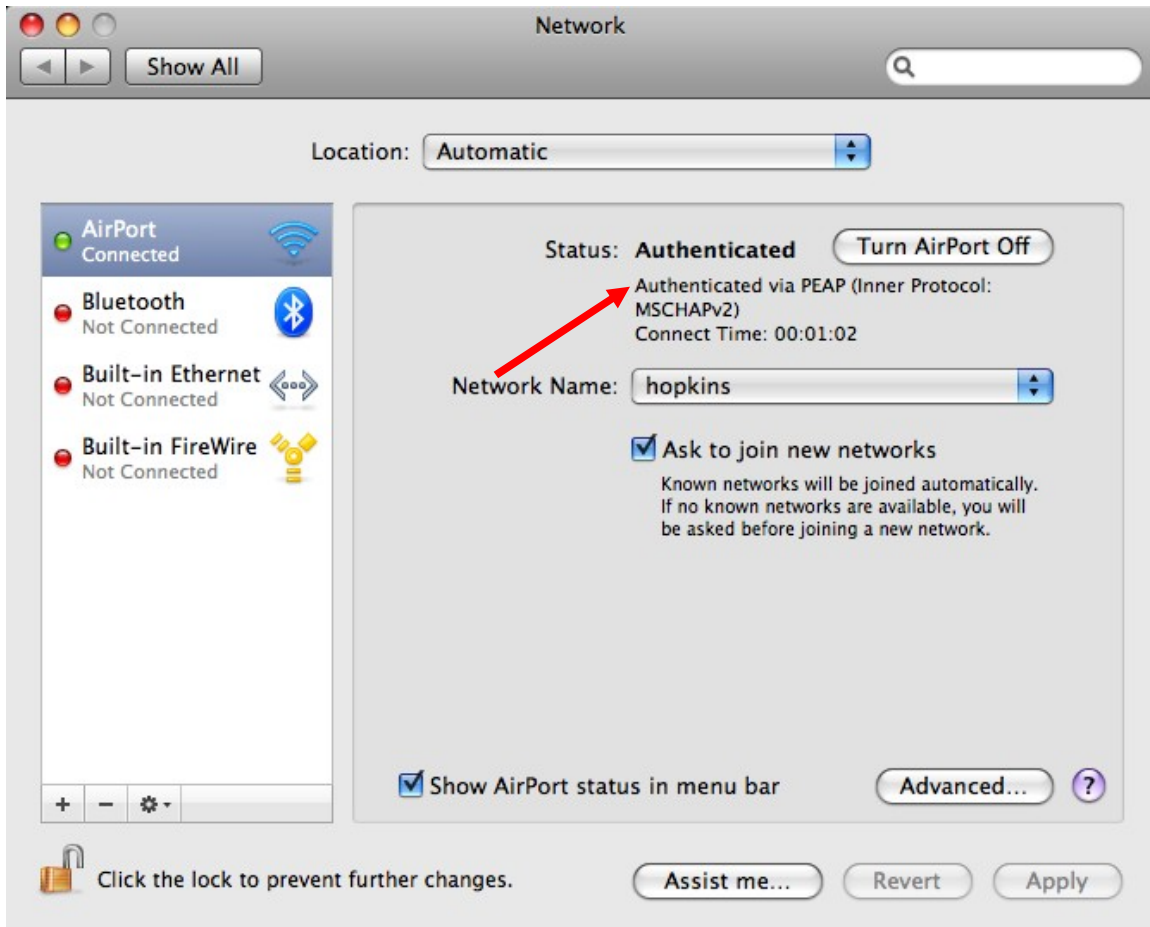 Network
Show All
Location: Automatic
AirPort
Connected
Bluetooth
Not Connected
Built-in Ethernet
Not Connected
Built-in FireWire
Not Connected
Status: Authenticated Turn AirPort Off
Authenticated via PEAP (Inner Protocol:
MSCHAPv2)
Connect Time: 00:01:02
Network Name: hopkins
Ask to join new networks
Known networks will be joined automatically.
If no known networks are available, you will
be asked before joining a new network.
Show AirPort status in menu bar Advanced... ?
Click the lock to prevent further changes.
Assist me... Revert Apply